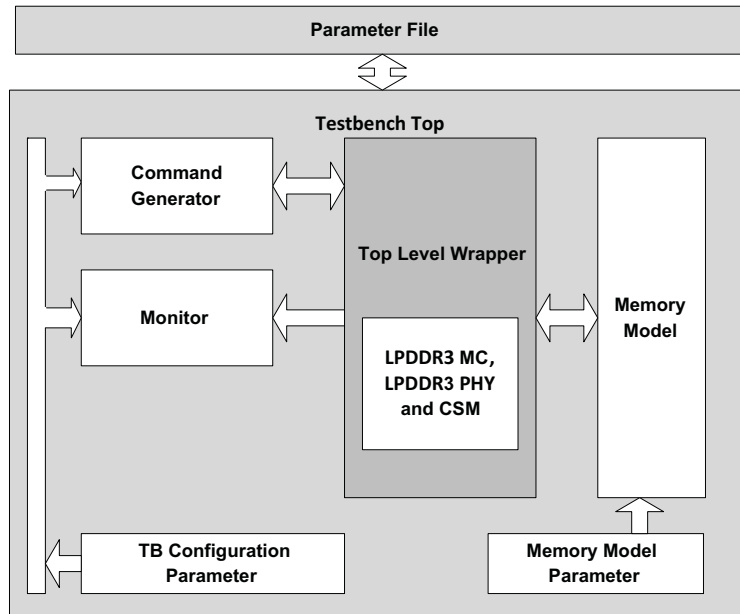 Parameter File
Testbench Top
Command
Generator
Top Level Wrapper
Monitor
Memory
Model
LPDDR3 MC,
LPDDR3 PHY
and CSM
TB Configuration
Parameter
Memory Model
Parameter